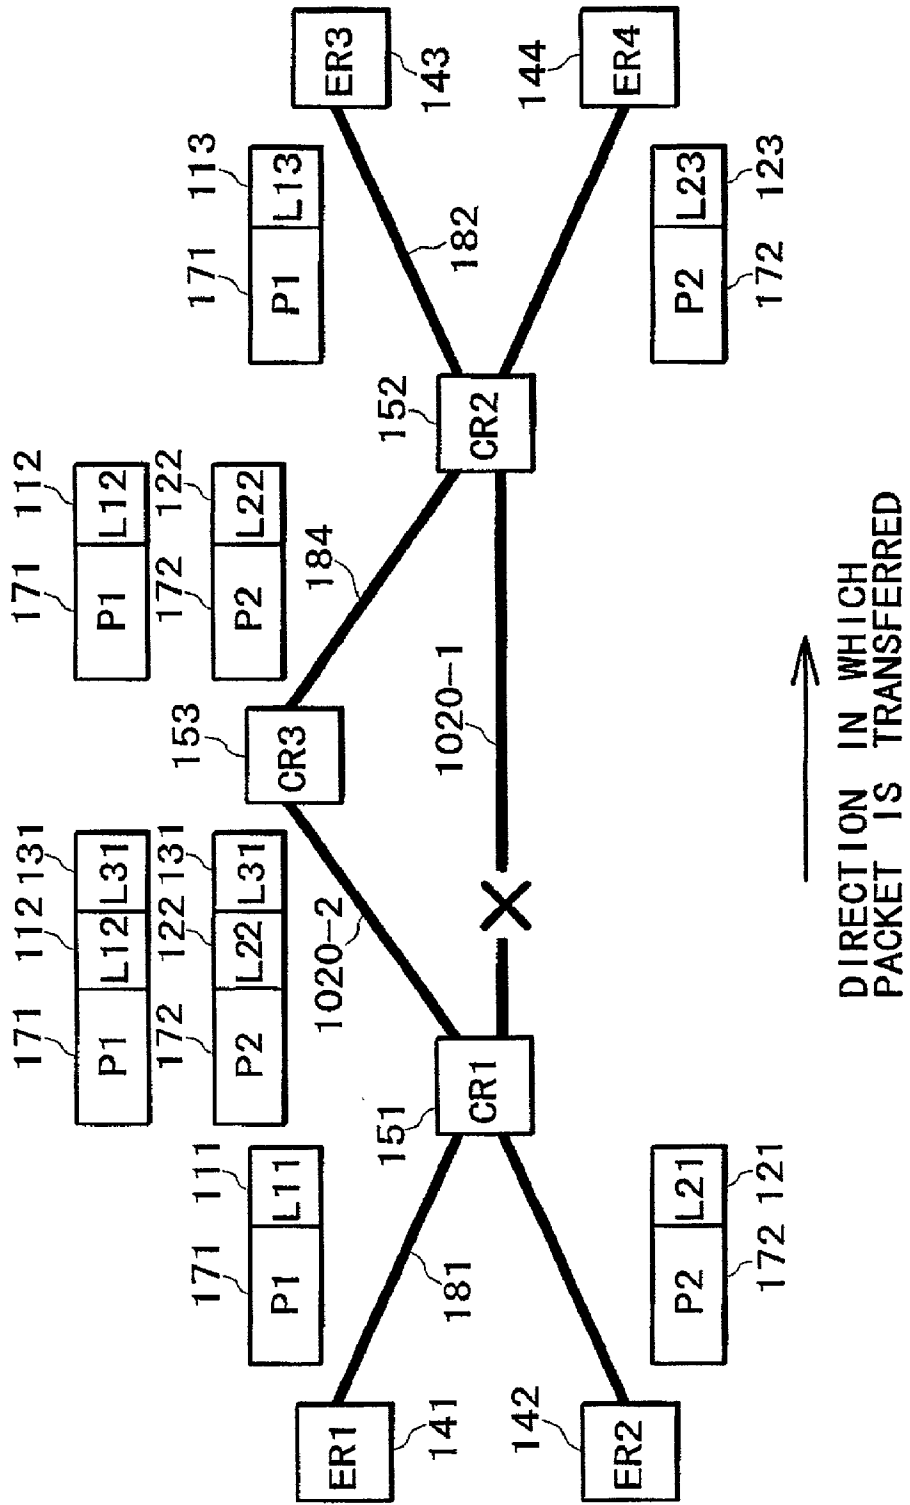 171 112 131
P1 L12 L31
172 122 131
P2 L22 L31
171 112
P1 L12
172 122
P2 L22
171 111
P1 L11
153
CR3
171 113
P1 L13
1020-2
184
ER1
141
181
151
CR1
152
CR2
182
ER3
143
1020-1
142
ER2
144
ER4
P2 L21
172 121
P2 L23
172 123
DIRECTION IN WHICH
PACKET IS TRANSFERRED